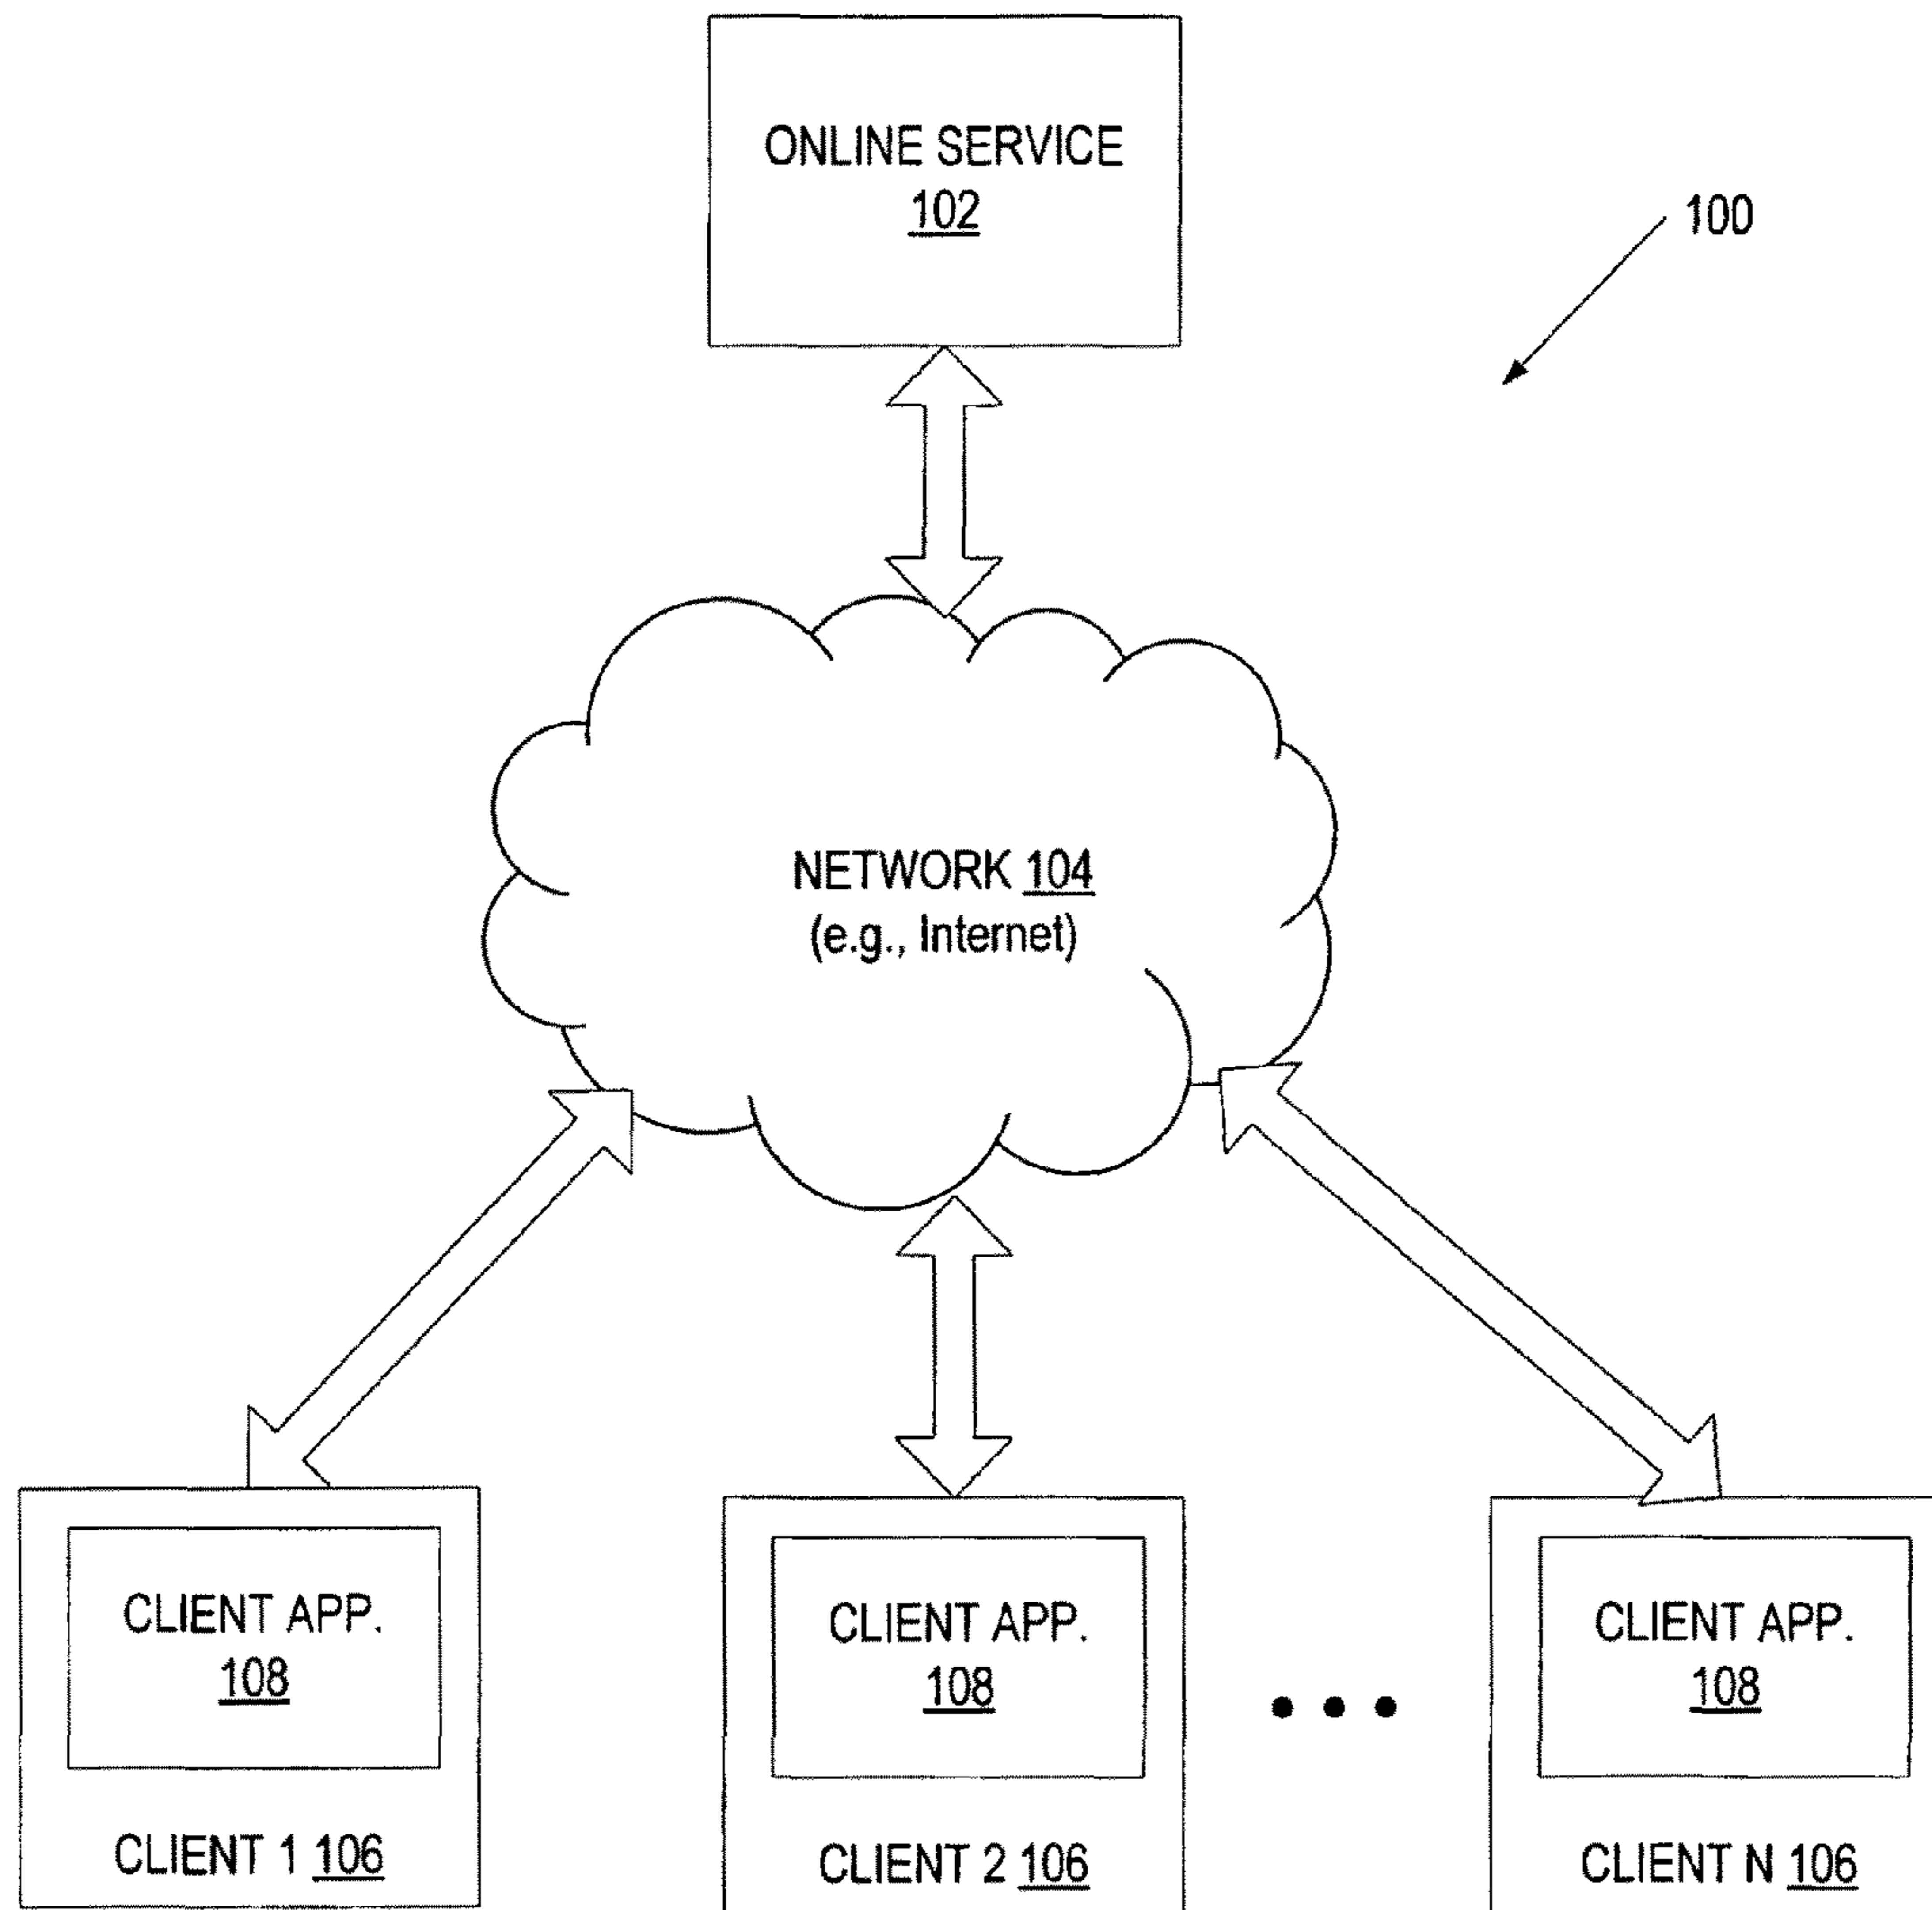 ONLINE SERVICE
102
100
NETWORK 104
(e.g., Internet)
CLIENT APP.
108
CLIENT 1 106
CLIENT APP.
108
CLIENT 2 106
CLIENT APP.
108
CLIENT N 106